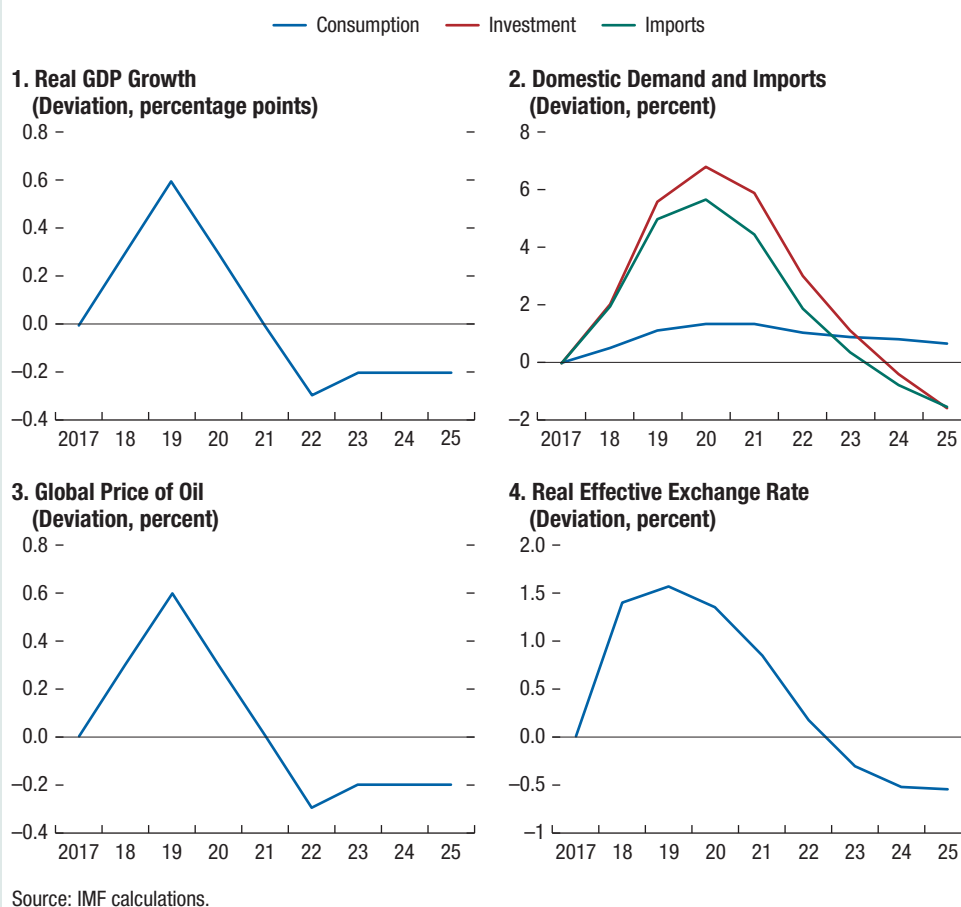 Consumption Investment Imports
1. Real GDP Growth
(Deviation, percentage points)
0.8
0.6
0.4
0.2
0.0
–0.2
–0.4
2017 18 19 20 21 22 23 24 25
2. Domestic Demand and Imports
(Deviation, percent)
8
6
4
2
0
–2
2017 18 19 20 21 22 23 24 25
3. Global Price of Oil
(Deviation, percent)
0.8
0.6
0.4
0.2
0.0
–0.2
–0.4
2017 18 19 20 21 22 23 24 25
4. Real Effective Exchange Rate
(Deviation, percent)
2.0
1.5
1.0
0.5
0.0
–0.5
–1
2017 18 19 20 21 22 23 24 25
Source: IMF calculations.